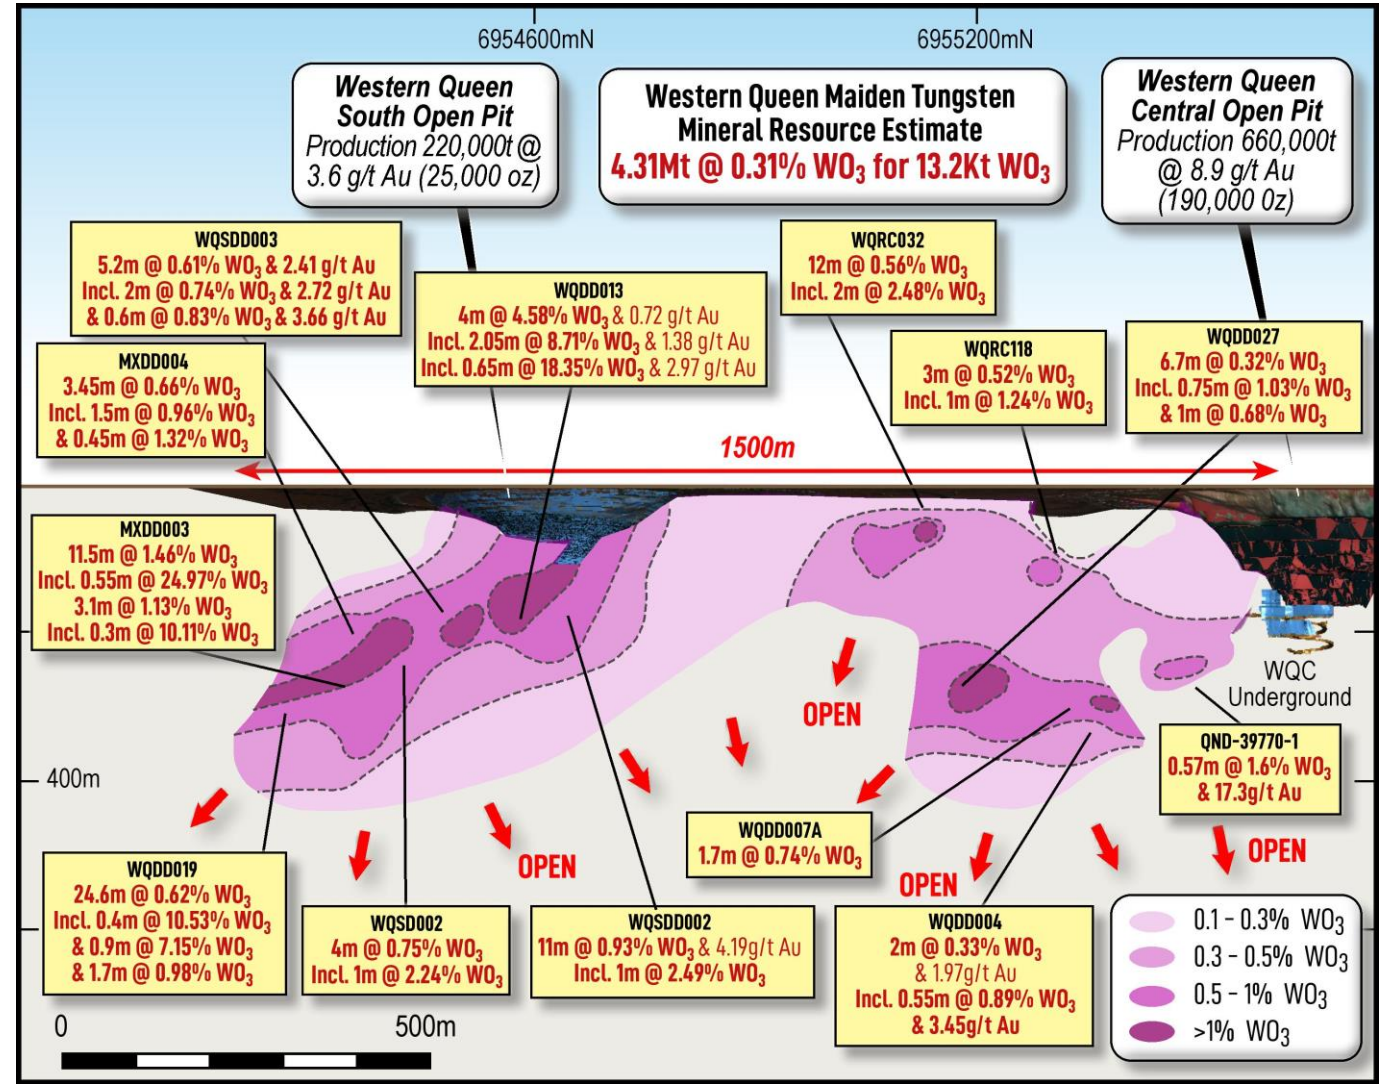 6954600mN
6955200mN
Western Queen
South Open Pit
Production 220,000t @
3.6 g/t Au (25,000 oz)
Western Queen Maiden Tungsten
Mineral Resource Estimate
4.31Mt @ 0.31% WO₃ for 13.2Kt WO₃
Western Queen
Central Open Pit
Production 660,000t
@ 8.9 g/t Au
(190,000 0z)
WQSDD003
5.2m @ 0.61% WO₃ & 2.41 g/t Au
Incl. 2m @ 0.74% WO₃ & 2.72 g/t Au
& 0.6m @ 0.83% WO₃ & 3.66 g/t Au
WQDD013
4m @ 4.58% WO₃ & 0.72 g/t Au
Incl. 2.05m @ 8.71% WO₃ & 1.38 g/t Au
Incl. 0.65m @ 18.35% WO₃ & 2.97 g/t Au
WQRC032
12m @ 0.56% WO₃
Incl. 2m @ 2.48% WO₃
WQRC118
3m @ 0.52% WO₃
Incl. 1m @ 1.24% WO₃
WQDD027
6.7m @ 0.32% WO₃
Incl. 0.75m @ 1.03% WO₃
& 1m @ 0.68% WO₃
MXDD004
3.45m @ 0.66% WO₃
Incl. 1.5m @ 0.96% WO₃
& 0.45m @ 1.32% WO₃
1500m
MXDD003
11.5m @ 1.46% WO₃
Incl. 0.55m @ 24.97% WO₃
3.1m @ 1.13% WO₃
Incl. 0.3m @ 10.11% WO₃
WQC
Underground
OPEN
QND-39770-1
0.57m @ 1.6% WO₃
& 17.3g/t Au
400m
WQDD007A
1.7m @ 0.74% WO₃
OPEN
OPEN
OPEN
WQDD019
24.6m @ 0.62% WO₃
Incl. 0.4m @ 10.53% WO₃
& 0.9m @ 7.15% WO₃
& 1.7m @ 0.98% WO₃
WQSD002
4m @ 0.75% WO₃
Incl. 1m @ 2.24% WO₃
WQSDD002
11m @ 0.93% WO₃ & 4.19g/t Au
Incl. 1m @ 2.49% WO₃
WQDD004
2m @ 0.33% WO₃
& 1.97g/t Au
Incl. 0.55m @ 0.89% WO₃
& 3.45g/t Au
0.1 – 0.3% WO₃
0.3 – 0.5% WO₃
0.5 – 1% WO₃
>1% WO₃
0
500m